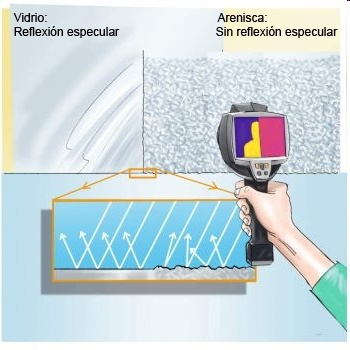 Vidrio:
Reflexión especular
Arenisca:
Sin reflexión especular